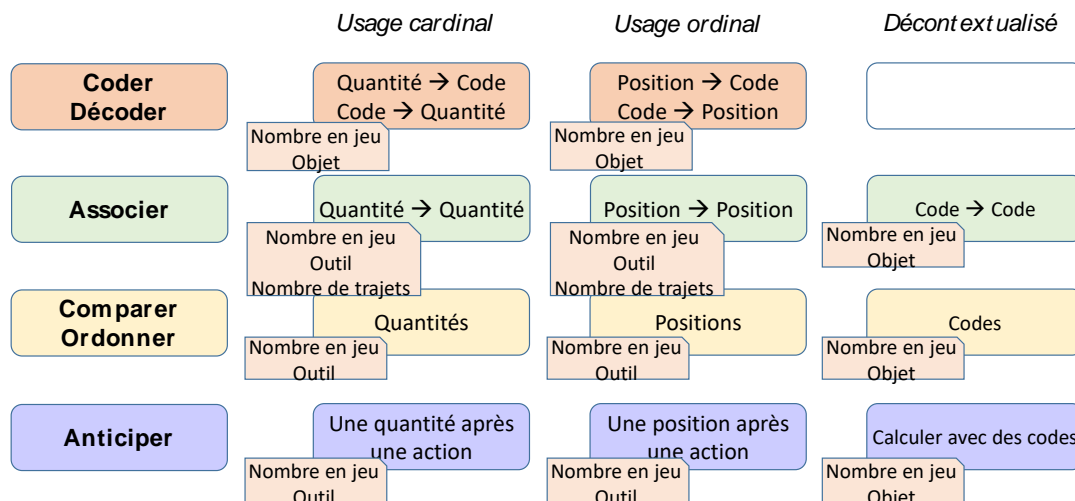 Usage cardinal
Usage ordinal
Décontextualisé
Coder
Décoder
Quantité → Code
Code → Quantité
Nombre en jeu
Objet
Position → Code
Code → Position
Nombre en jeu
Objet
Associer
Quantité → Quantité
Nombre en jeu
Outil
Nombre de trajets
Position → Position
Nombre en jeu
Outil
Nombre de trajets
Code → Code
Nombre en jeu
Objet
Comparer
Ordonner
Quantités
Nombre en jeu
Outil
Positions
Nombre en jeu
Outil
Codes
Nombre en jeu
Objet
Anticiper
Une quantité après
une action
Nombre en jeu
Outil
Une position après
une action
Nombre en jeu
Outil
Calculer avec des codes
Nombre en jeu
Objet